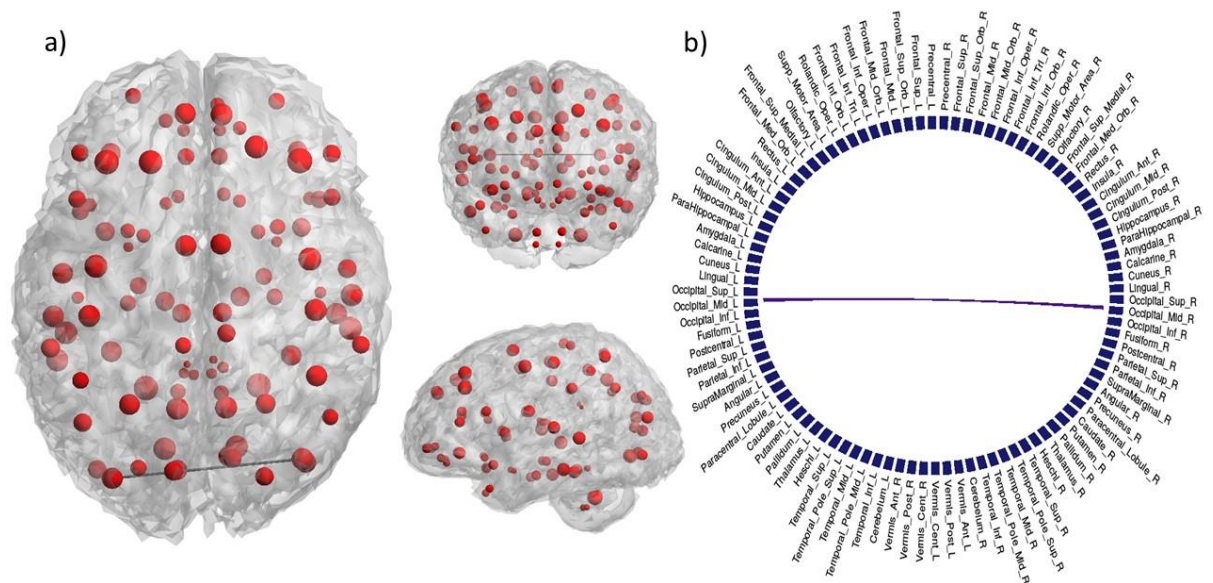 a)
b)
Precentral_L
Frontal_Sup_L
Frontal_Sup_Orb_L
Frontal_Mid_L
Frontal_Mid_Orb_L
Frontal_Inf_Oper_L
Frontal_Inf_Tri_L
Frontal_Inf_Orb_L
Rolandic_Oper_L
Supp_Motor_Area_L
Olfactory_L
Frontal_Sup_Medial_L
Frontal_Med_Orb_L
Rectus_L
Insula_L
Cingulum_Ant_L
Cingulum_Mid_L
Cingulum_Post_L
Hippocampus_L
ParaHippocampal_L
Amygdala_L
Calcarine_L
Cuneus_L
Lingual_L
Occipital_Sup_L
Occipital_Mid_L
Occipital_Inf_L
Fusiform_L
Postcentral_L
Parietal_Sup_L
Parietal_Inf_L
SupraMarginal_L
Angular_L
Precuneus_L
Paracentral_Lobule_L
Caudate_L
Putamen_L
Pallidum_L
Thalamus_L
Heschl_L
Temporal_Sup_L
Temporal_Pole_Sup_L
Temporal_Mid_L
Temporal_Pole_Mid_L
Temporal_Inf_L
Cerebelum_L
Vermis_Ant_R
Vermis_Post_R
Vermis_Cent_R
Vermis_Cent_L
Vermis_Post_L
Vermis_Ant_L
Cerebelum_R
Temporal_Inf_R
Temporal_Pole_Mid_R
Temporal_Mid_R
Temporal_Pole_Sup_R
Temporal_Sup_R
Heschl_R
Thalamus_R
Pallidum_R
Putamen_R
Caudate_R
Paracentral_Lobule_R
Precuneus_R
Angular_R
SupraMarginal_R
Parietal_Inf_R
Parietal_Sup_R
Postcentral_R
Fusiform_R
Occipital_Inf_R
Occipital_Mid_R
Occipital_Sup_R
Lingual_R
Cuneus_R
Calcarine_R
Amygdala_R
ParaHippocampal_R
Hippocampus_R
Cingulum_Post_R
Cingulum_Mid_R
Cingulum_Ant_R
Insula_R
Rectus_R
Frontal_Med_Orb_R
Frontal_Sup_Medial_R
Olfactory_R
Supp_Motor_Area_R
Rolandic_Oper_R
Frontal_Inf_Orb_R
Frontal_Inf_Tri_R
Frontal_Inf_Oper_R
Frontal_Mid_Orb_R
Frontal_Mid_R
Frontal_Sup_Orb_R
Frontal_Sup_R
Precentral_R